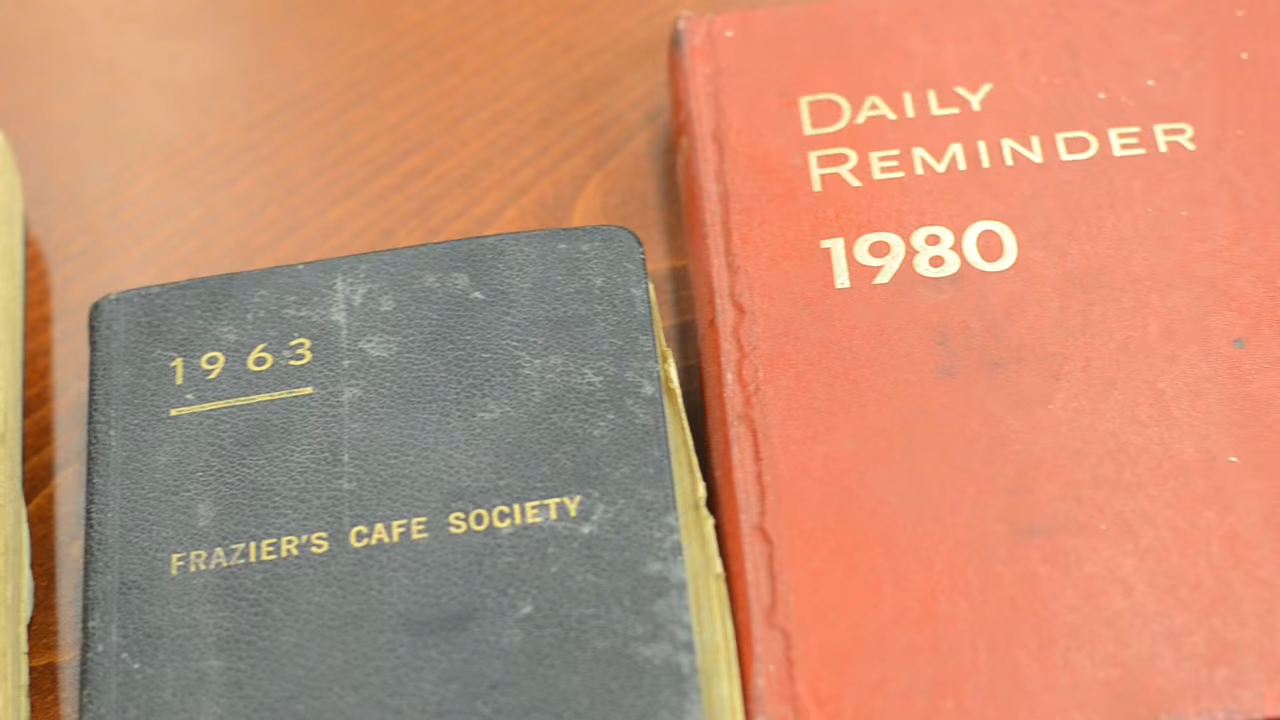 1963
FRAZIER'S CAFE SOCIETY
DAILY
REMINDER
1980